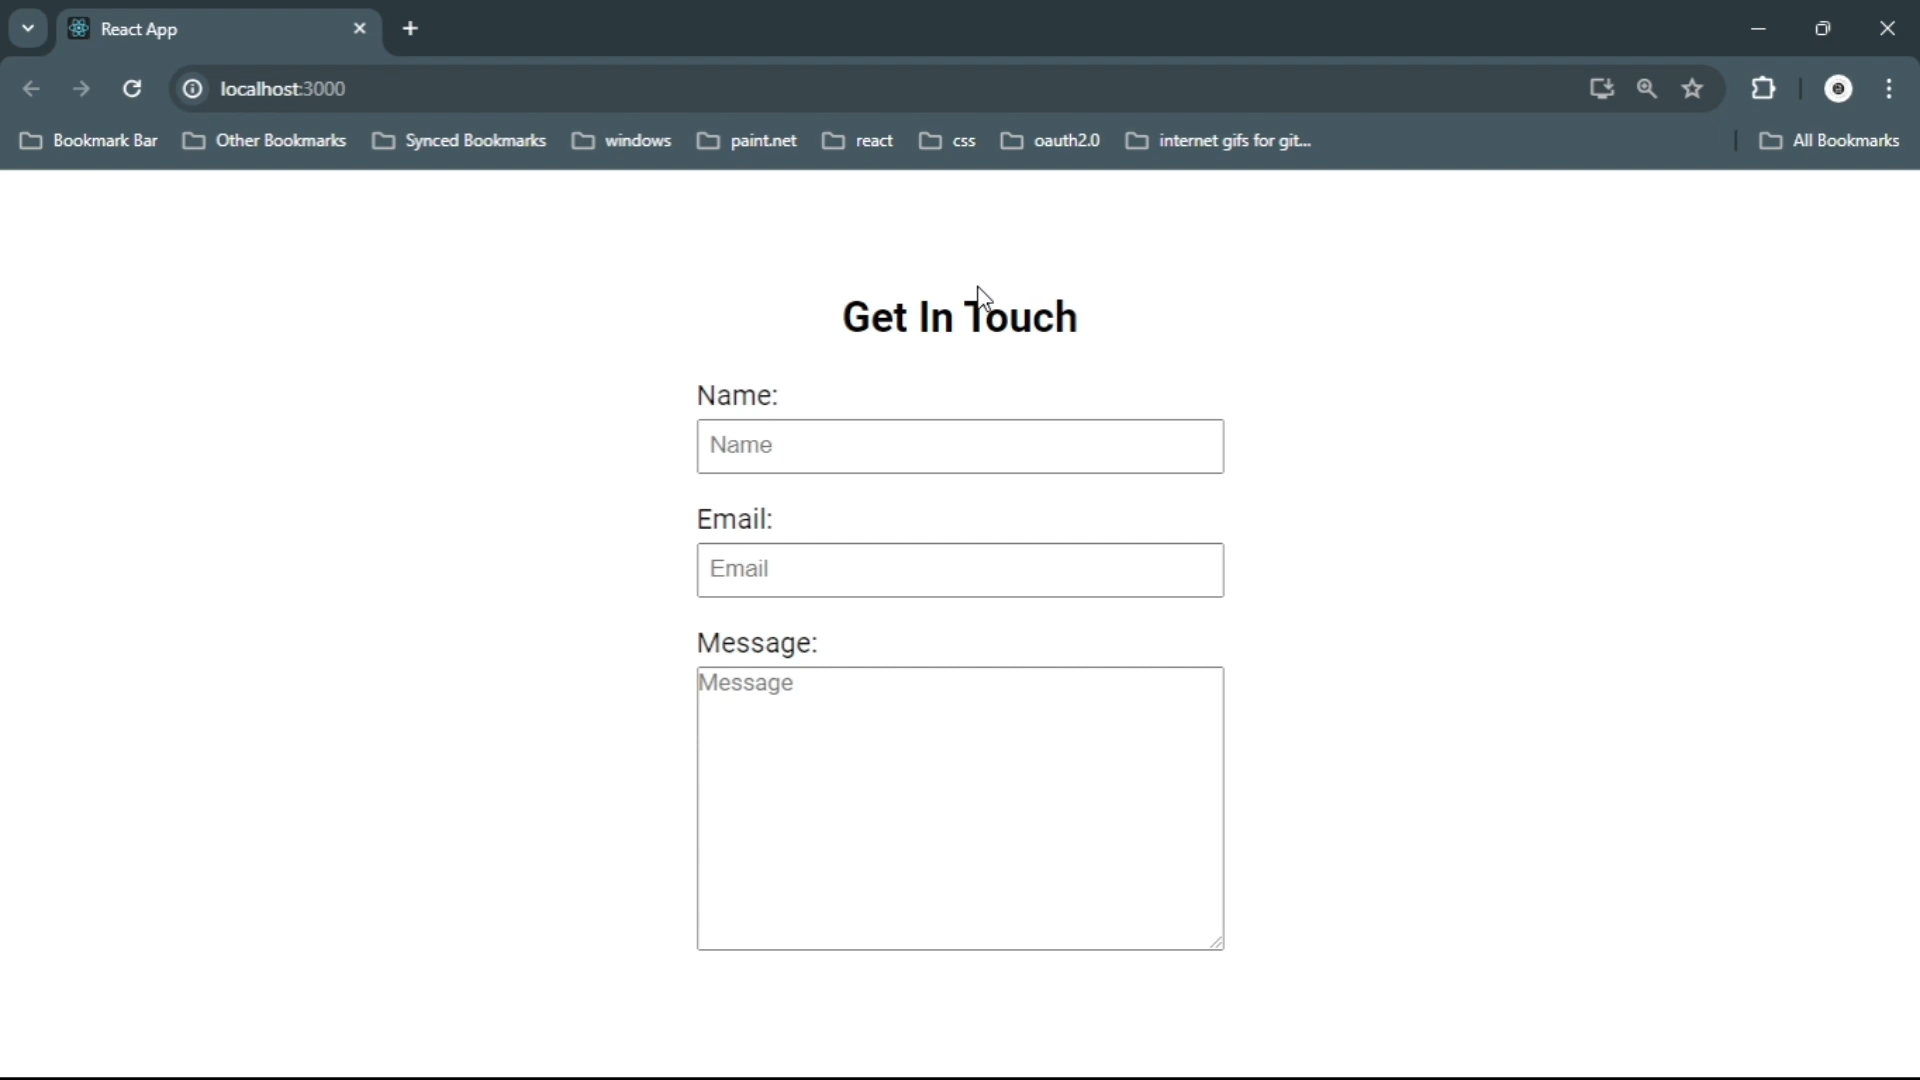 React App
localhost:3000
Bookmark Bar
Other Bookmarks
Synced Bookmarks
windows
paint.net
react
css
oauth2.0
internet gifs for git...
All Bookmarks
Get In Touch
Name:
Name
Email:
Email
Message:
Message